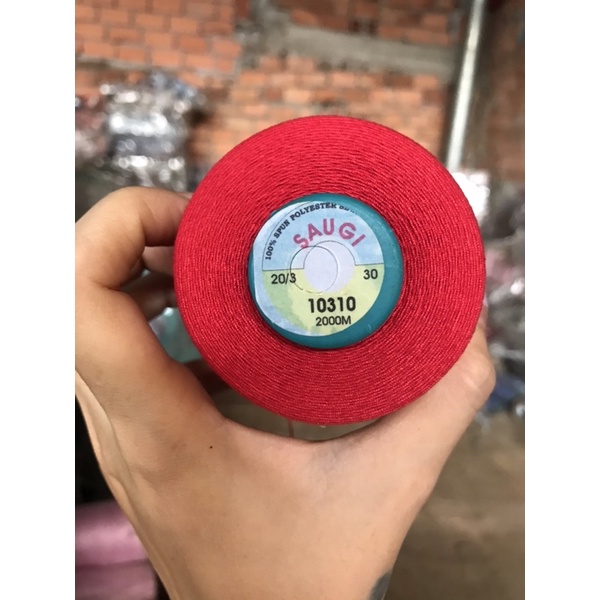 100% SPUN POLYESTER
SAUGI
20/3 30
10310
2000M